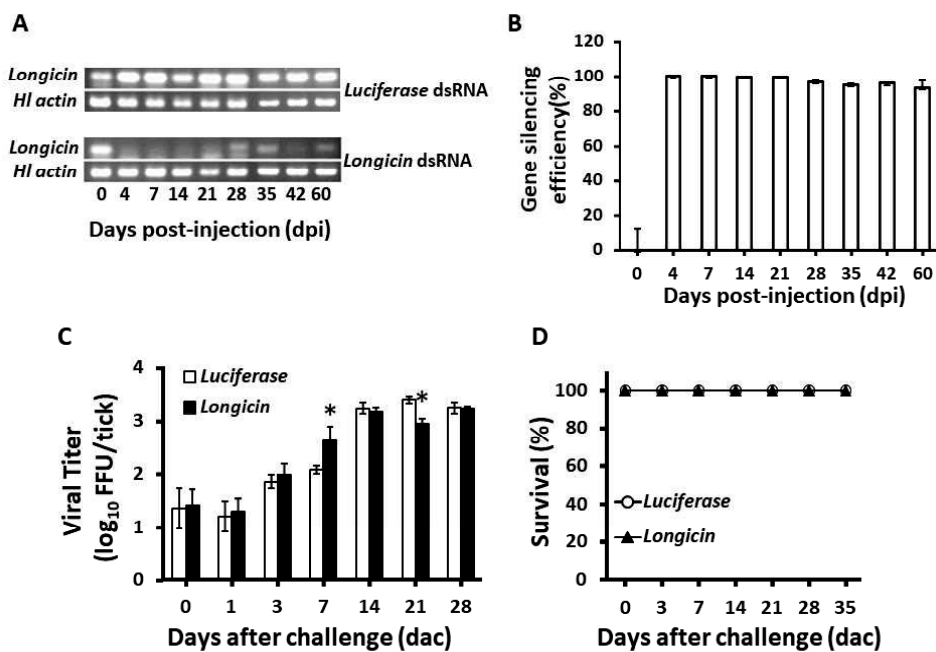 A
Longicin
Hl actin
Luciferase dsRNA
Longicin
Hl actin
Longicin dsRNA
0 4 7 14 21 28 35 42 60
Days post-injection (dpi)
B
Gene silencing
efficiency(%)
120
100
80
60
40
20
0
0 4 7 14 21 28 35 42 60
Days post-injection (dpi)
C
Viral Titer
(log10 FFU/tick)
4
3
2
1
0
Luciferase
Longicin
*
*
0 1 3 7 14 21 28
Days after challenge (dac)
D
Survival (%)
100
80
60
40
20
0
Luciferase
Longicin
0 3 7 14 21 28 35
Days after challenge (dac)